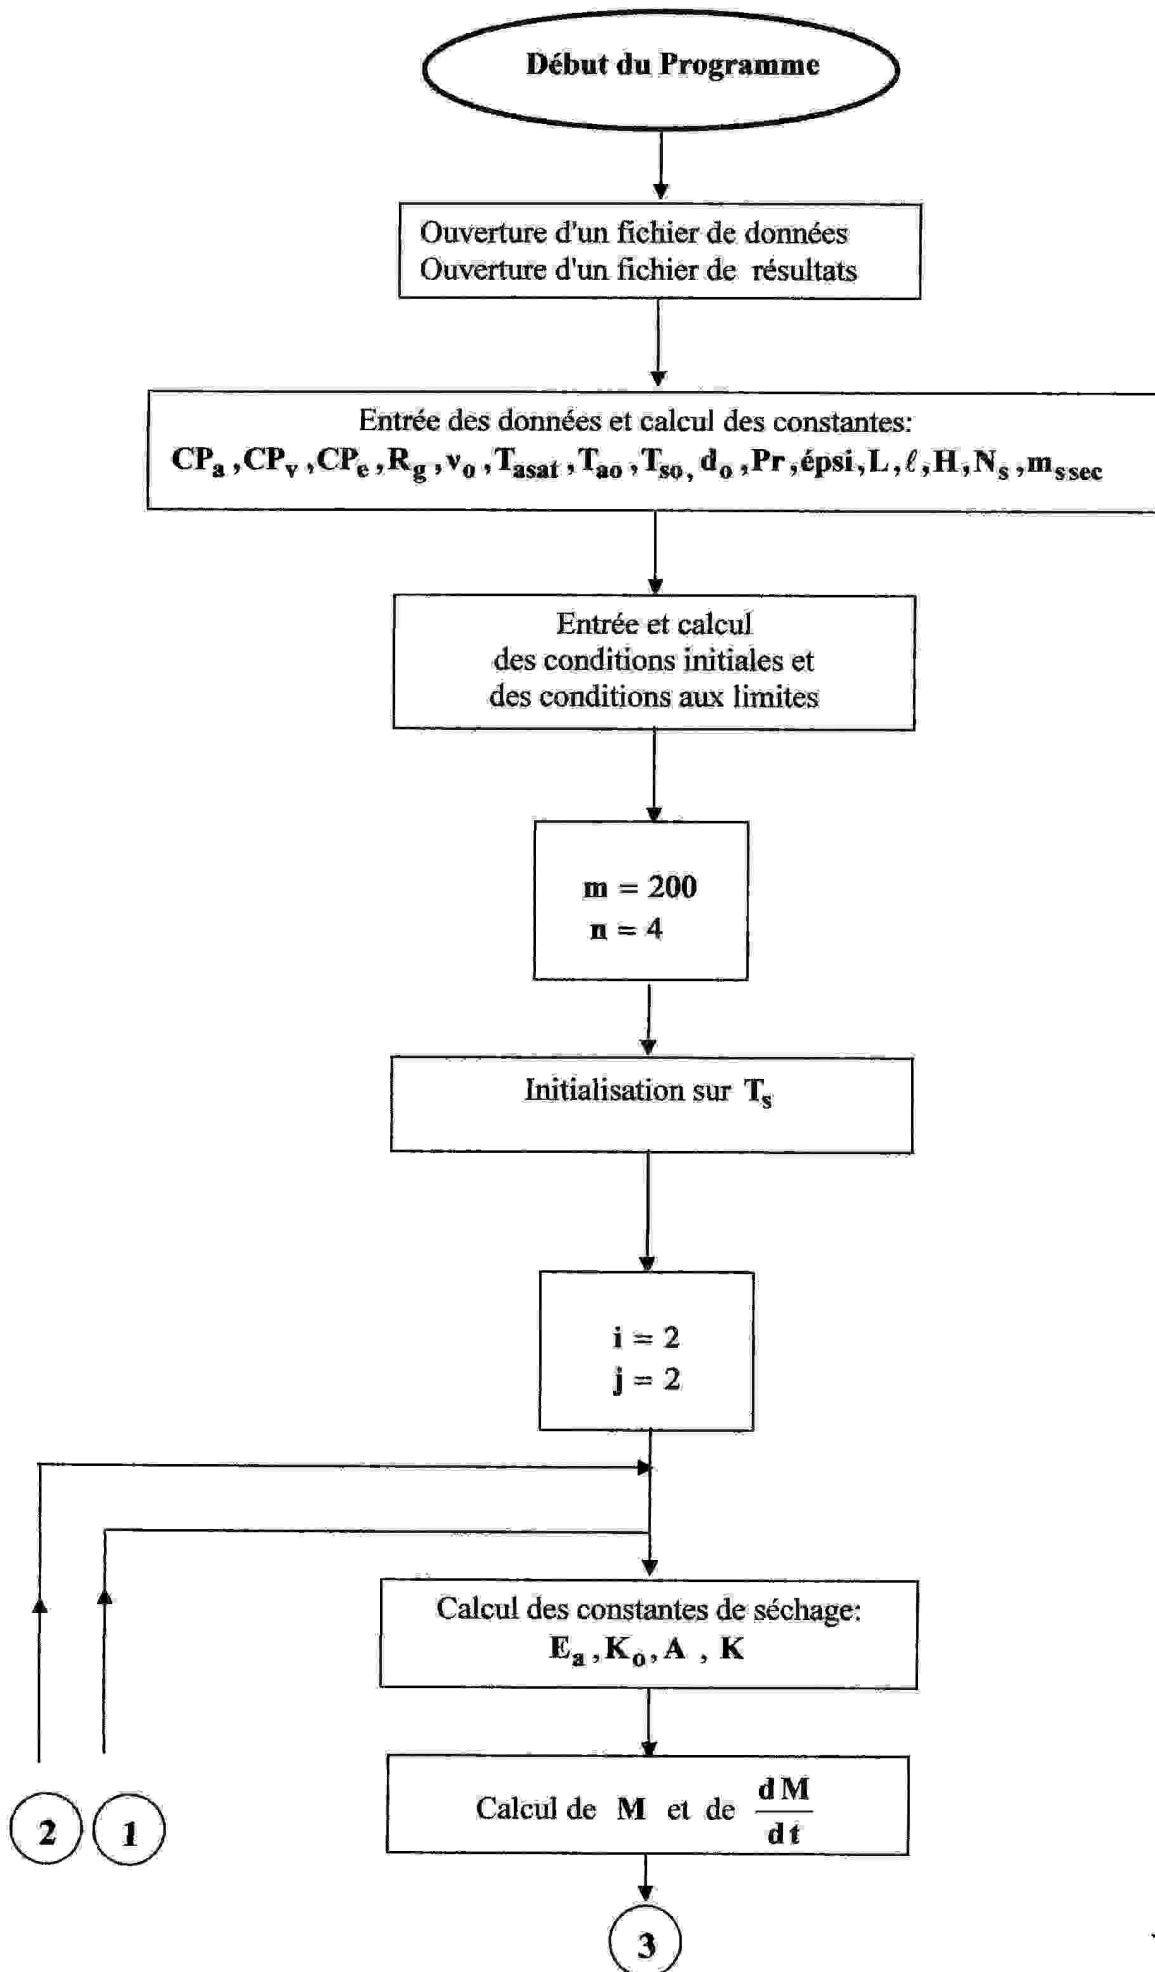 Début du Programme
Ouverture d'un fichier de données
Ouverture d'un fichier de résultats
Entrée des données et calcul des constantes:
CPa ,CPv ,CPe ,Rg ,vo ,Tasat ,Tao ,Tso, do ,Pr,épsi,L,ℓ,H,Ns ,mssec
Entrée et calcul
des conditions initiales et
des conditions aux limites
m = 200
n = 4
Initialisation sur Ts
i = 2
j = 2
Calcul des constantes de séchage:
Ea ,Ko, A , K
Calcul de M et de dM/dt
2
1
3